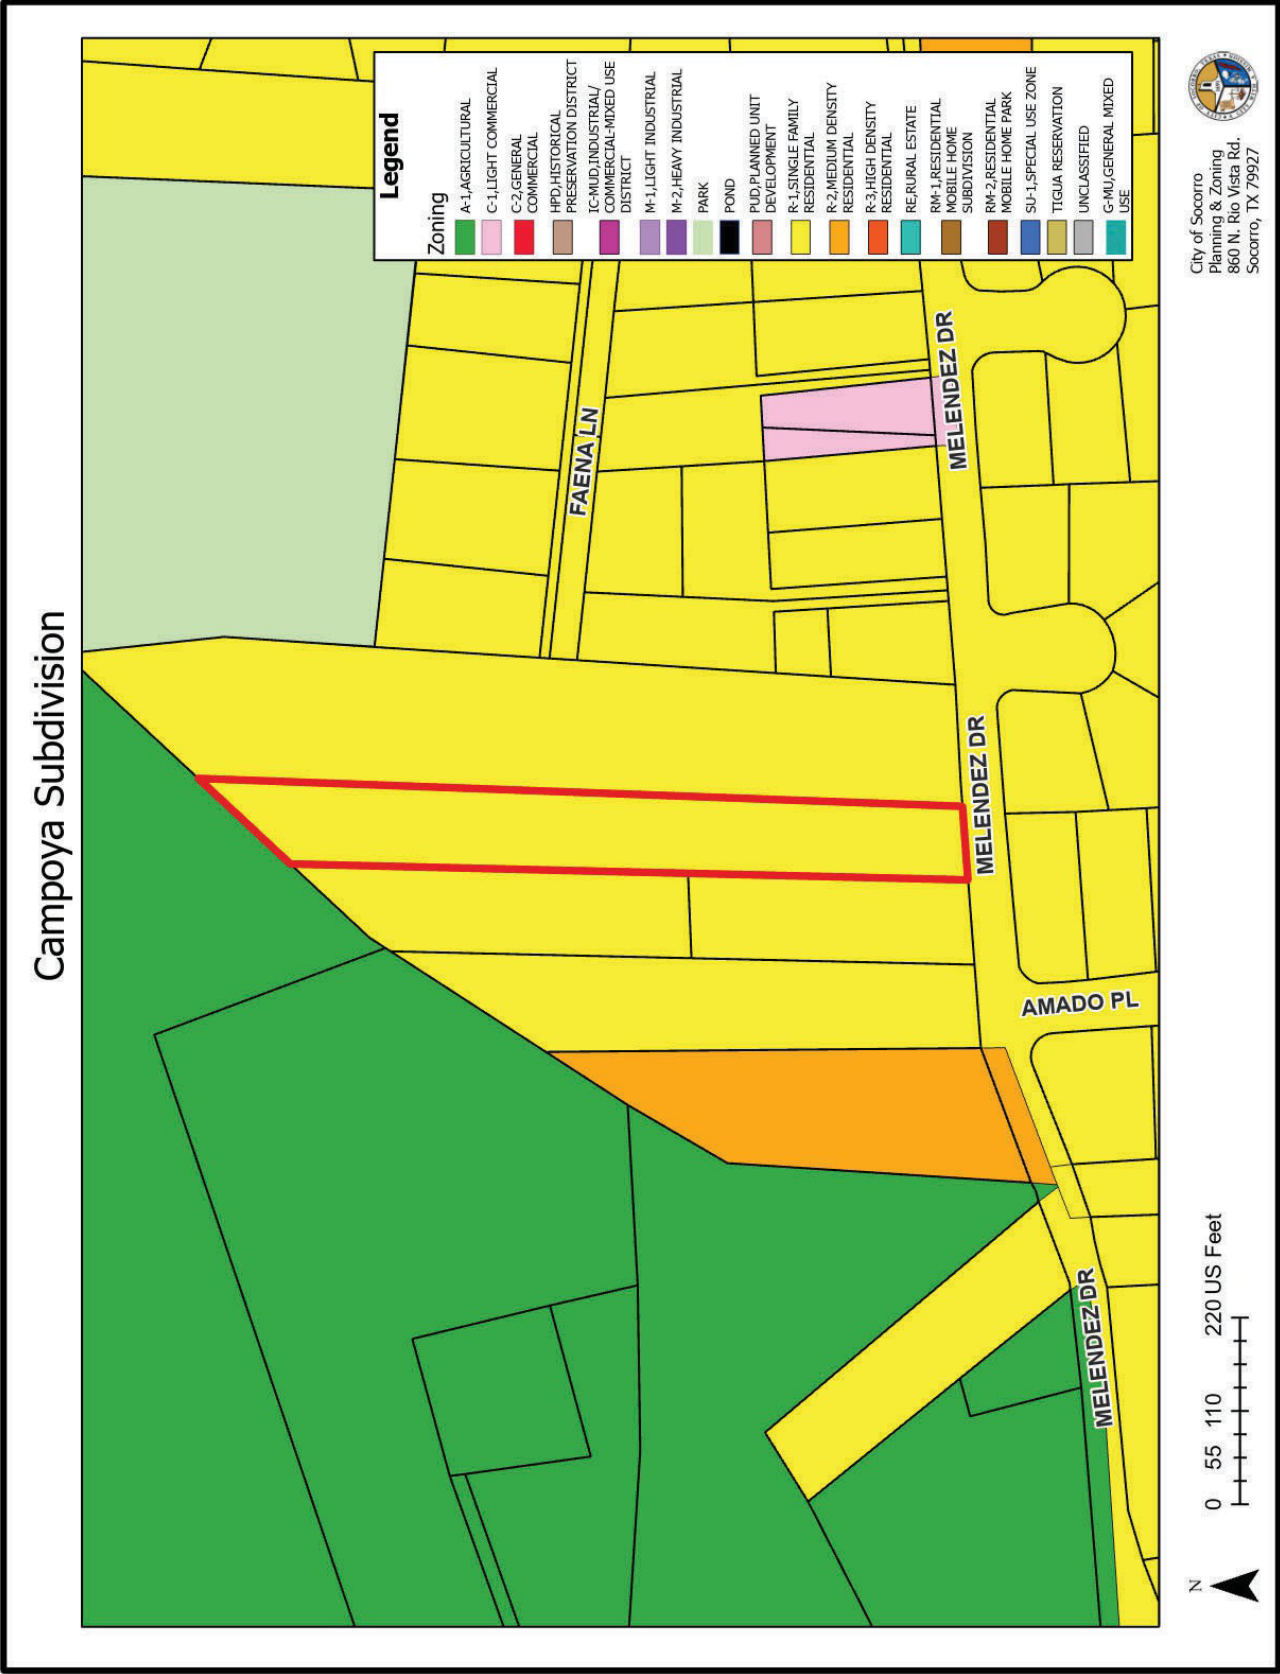 Campoya Subdivision
Legend
Zoning
A-1,AGRICULTURAL
C-1,LIGHT COMMERCIAL
C-2,GENERAL
COMMERCIAL
HPD,HISTORICAL
PRESERVATION DISTRICT
IC-MUD,INDUSTRIAL/
COMMERCIAL-MIXED USE
DISTRICT
M-1,LIGHT INDUSTRIAL
M-2,HEAVY INDUSTRIAL
PARK
POND
PUD,PLANNED UNIT
DEVELOPMENT
R-1,SINGLE FAMILY
RESIDENTIAL
R-2,MEDIUM DENSITY
RESIDENTIAL
R-3,HIGH DENSITY
RESIDENTIAL
RE,RURAL ESTATE
RM-1,RESIDENTIAL
MOBILE HOME
SUBDIVISION
RM-2,RESIDENTIAL
MOBILE HOME PARK
SU-1,SPECIAL USE ZONE
TIGUA RESERVATION
UNCLASSIFIED
G-MU,GENERAL MIXED
USE
FAENA LN
MELENDEZ DR
MELENDEZ DR
AMADO PL
MELENDEZ DR
N
0 55 110 220 US Feet
City of Socorro
Planning & Zoning
860 N. Rio Vista Rd.
Socorro, TX 79927